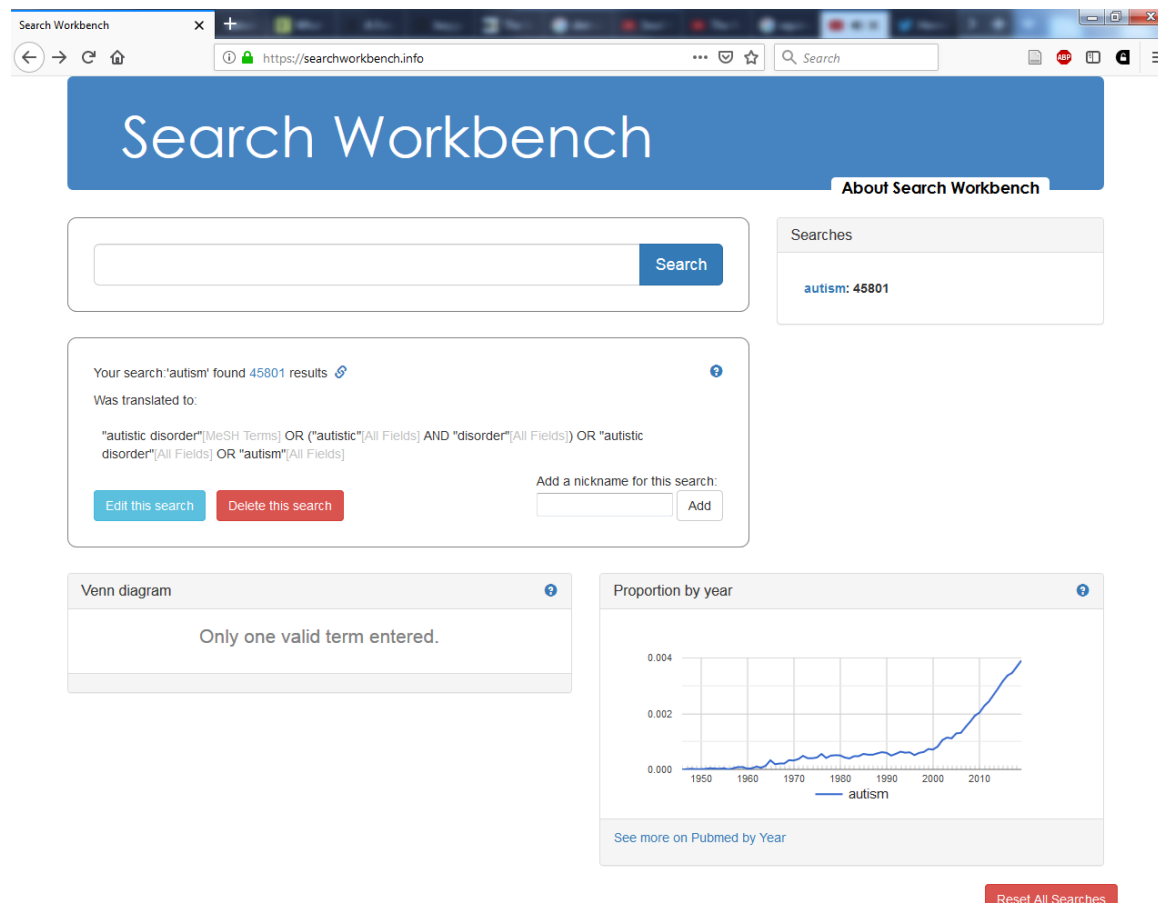 Search Workbench
https://searchworkbench.info
Search
Search Workbench
About Search Workbench
Search
Searches
autism: 45801
Your search:'autism' found 45801 results
Was translated to:
"autistic disorder"[MeSH Terms] OR ("autistic"[All Fields] AND "disorder"[All Fields]) OR "autistic
disorder"[All Fields] OR "autism"[All Fields]
Add a nickname for this search:
Edit this search
Delete this search
Add
Venn diagram
Only one valid term entered.
Proportion by year
0.004
0.002
0.000
1950 1960 1970 1980 1990 2000 2010
autism
See more on Pubmed by Year
Reset All Searches